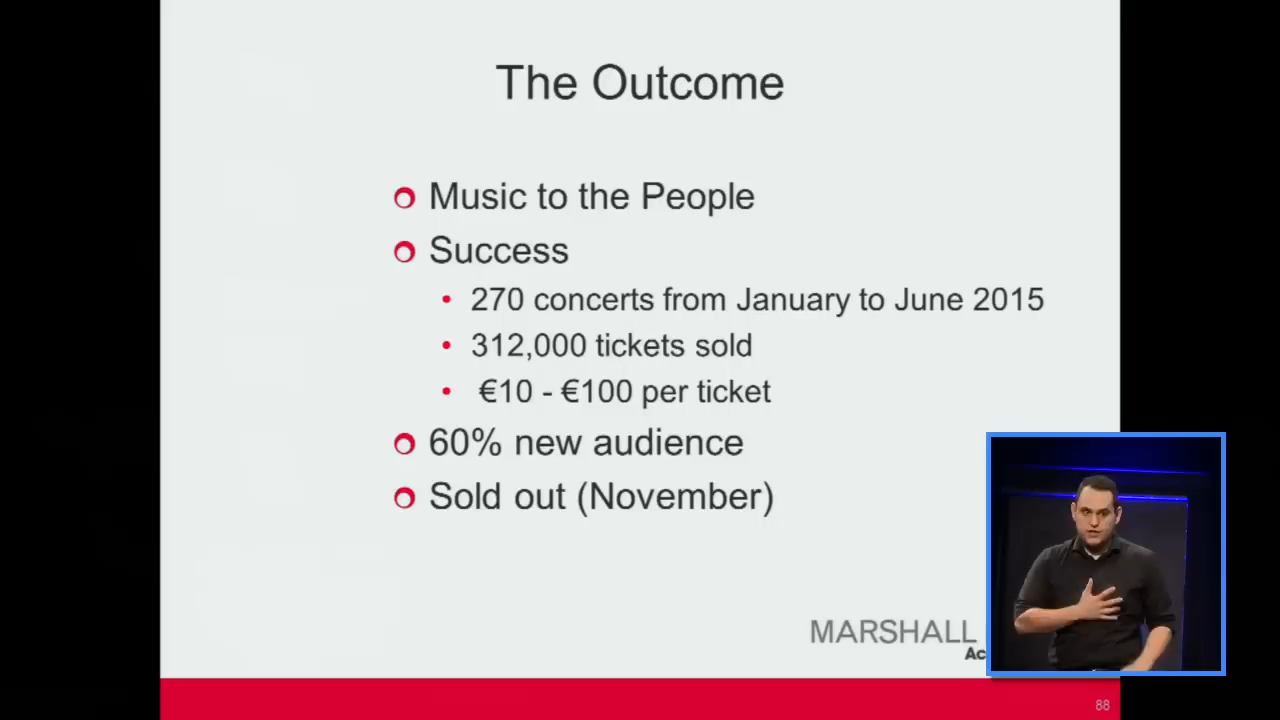 The Outcome
Music to the People
Success
270 concerts from January to June 2015
312,000 tickets sold
€10 - €100 per ticket
60% new audience
Sold out (November)
MARSHALL
88